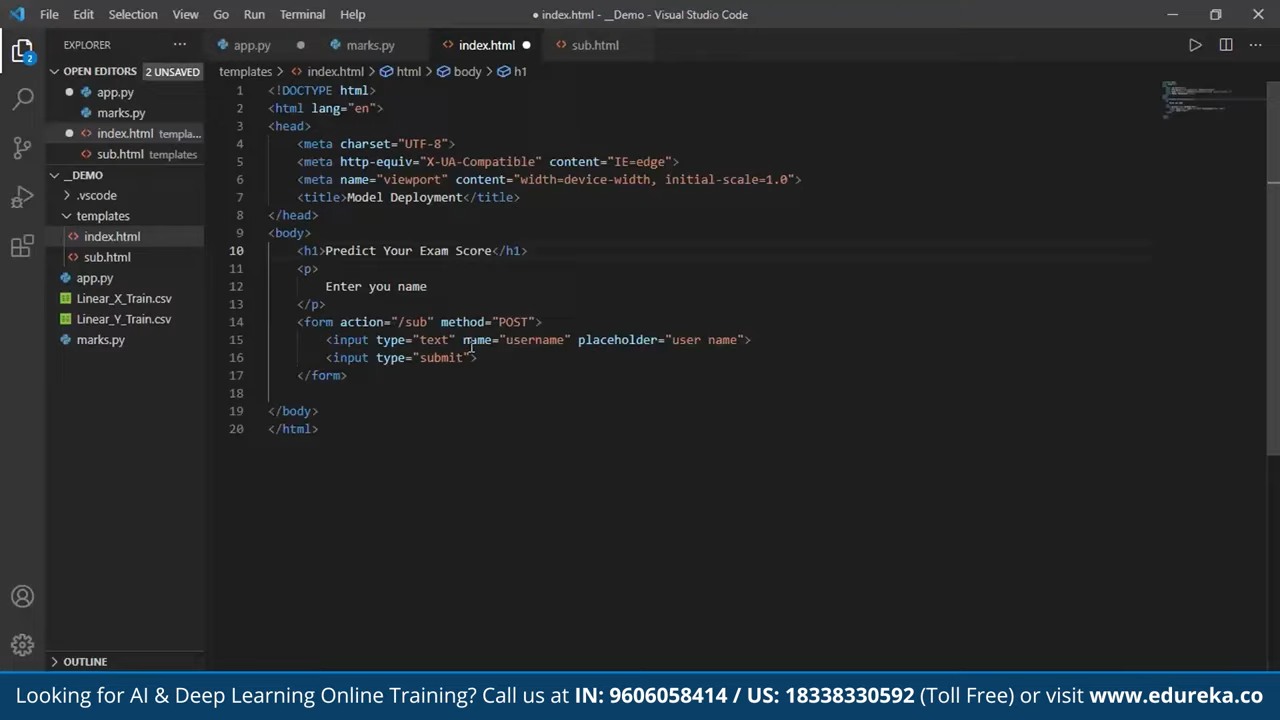 File Edit Selection View Go Run Terminal Help
● index.html - __Demo - Visual Studio Code
EXPLORER
app.py
marks.py
index.html
sub.html
OPEN EDITORS 2 UNSAVED
app.py
marks.py
index.html templa...
sub.html templates
__DEMO
.vscode
templates
index.html
sub.html
app.py
Linear_X_Train.csv
Linear_Y_Train.csv
marks.py
OUTLINE
2
templates > index.html > html > body > h1
1 <!DOCTYPE html>
2 <html lang="en">
3 <head>
4 <meta charset="UTF-8">
5 <meta http-equiv="X-UA-Compatible" content="IE=edge">
6 <meta name="viewport" content="width=device-width, initial-scale=1.0">
7 <title>Model Deployment</title>
8 </head>
9 <body>
10 <h1>Predict Your Exam Score</h1>
11 <p>
12 Enter you name
13 </p>
14 <form action="/sub" method="POST">
15 <input type="text" name="username" placeholder="user name">
16 <input type="submit">
17 </form>
18
19 </body>
20 </html>
Looking for AI & Deep Learning Online Training? Call us at IN: 9606058414 / US: 18338330592 (Toll Free) or visit www.edureka.co